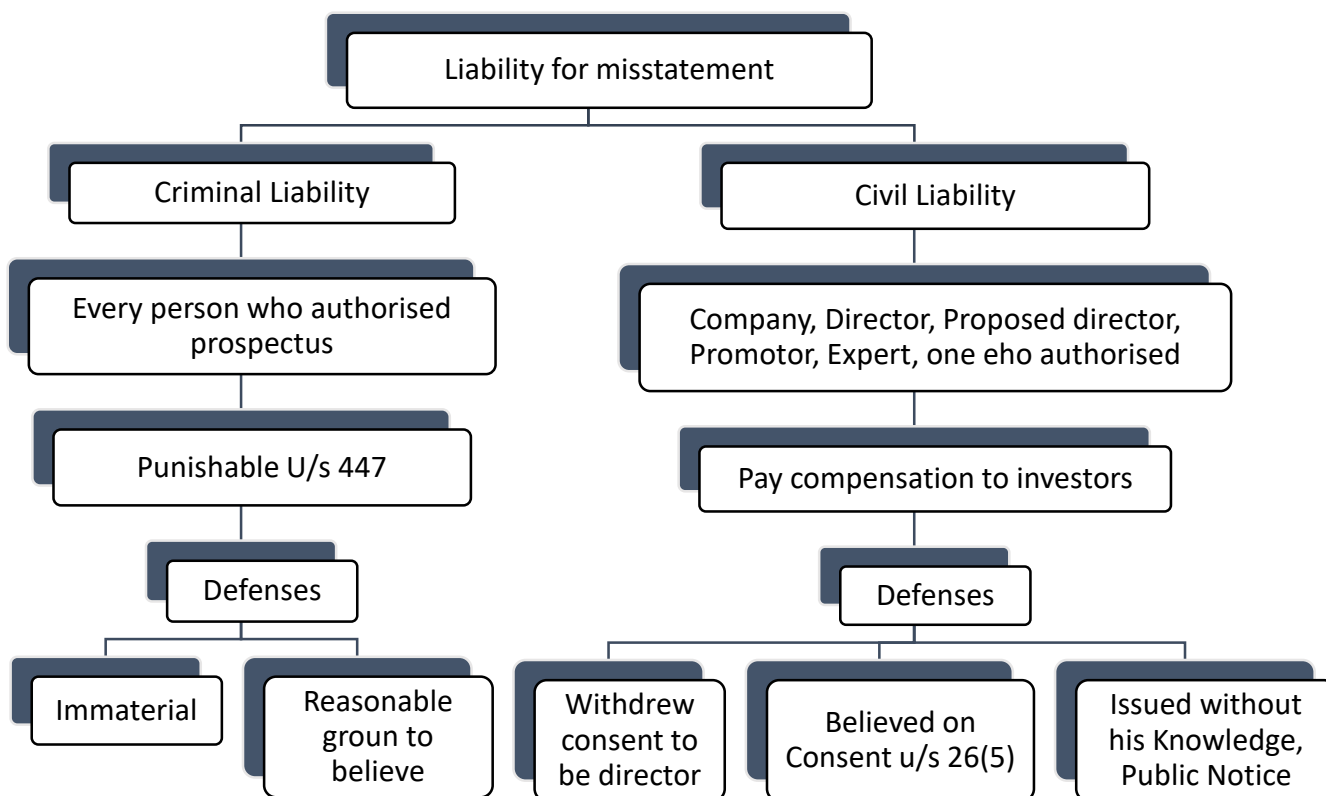 Liability for misstatement
Criminal Liability
Civil Liability
Every person who authorised
prospectus
Company, Director, Proposed director,
Promotor, Expert, one eho authorised
Punishable U/s 447
Pay compensation to investors
Defenses
Defenses
Immaterial
Reasonable
groun to
believe
Withdrew
consent to
be director
Believed on
Consent u/s 26(5)
Issued without
his Knowledge,
Public Notice